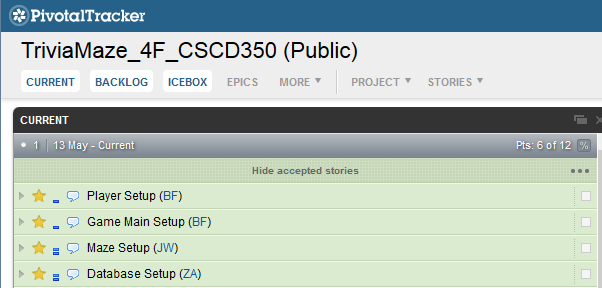 PivotalTracker
TriviaMaze_4F_CSCD350 (Public)
CURRENT BACKLOG ICEBOX EPICS MORE PROJECT STORIES
CURRENT
1 13 May - Current Pts: 6 of 12 %
Hide accepted stories
Player Setup (BF)
Game Main Setup (BF)
Maze Setup (JW)
Database Setup (ZA)